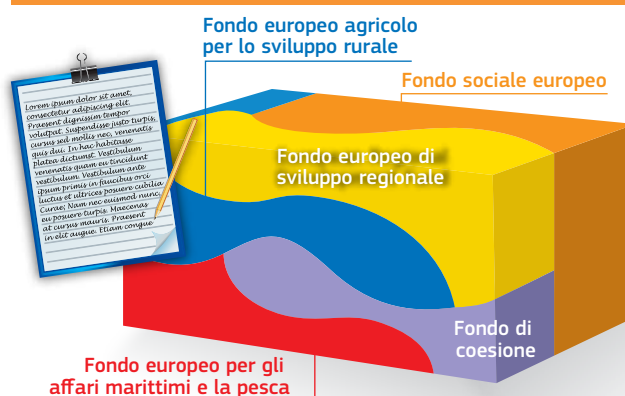 Fondo europeo agricolo
per lo sviluppo rurale
Fondo sociale europeo
Lorem ipsum dolor sit amet,
consectetur adipiscing elit.
Praesent dignissim tempor
volutpat. Suspendisse justo turpis,
cursus sed mollis nec, venenatis
quis dui. In hac habitasse
platea dictumst. Vestibulum
venenatis quam eu tincidunt
vestibulum. Vestibulum ante
ipsum primis in faucibus orci
luctus et ultrices posuere cubilia
Curae; Nam nec euismod nunc,
eu posuere turpis. Maecenas
at cursus mauris. Praesent
in elit augue. Etiam congue
Fondo europeo di
sviluppo regionale
Fondo di
coesione
Fondo europeo per gli
affari marittimi e la pesca